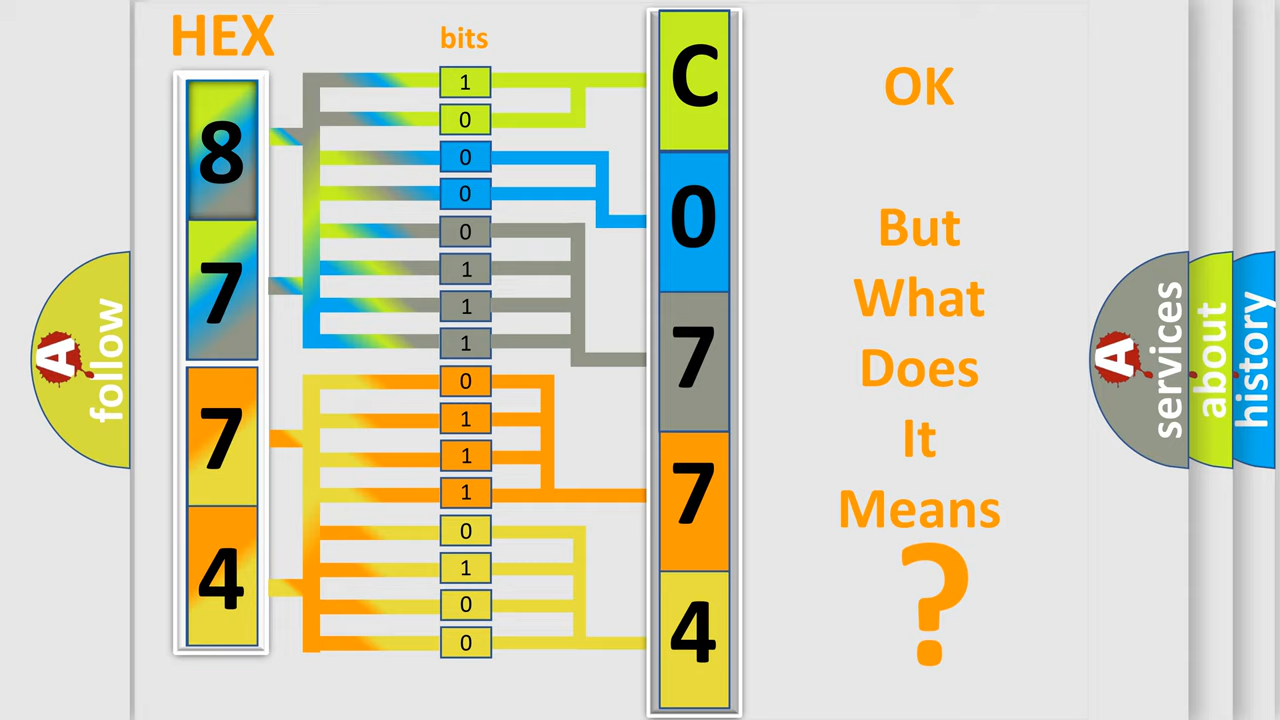 HEX
8
7
7
4
bits
1
0
0
0
0
1
1
1
0
1
1
1
0
1
0
0
C
0
7
7
4
OK
But
What
Does
It
Means
?
A
follow
A
services
about
history